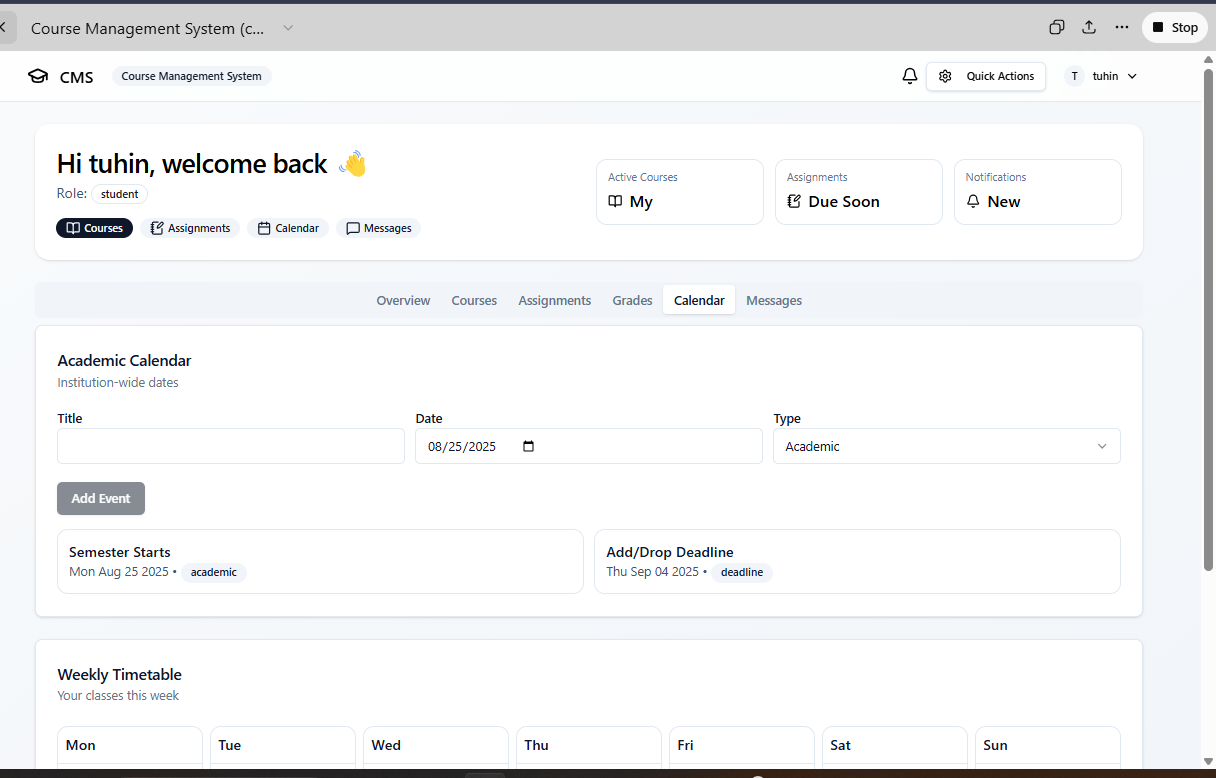 Course Management System (c...
Stop
CMS
Course Management System
Quick Actions
T
tuhin
Hi tuhin, welcome back 👋
Role: student
Courses
Assignments
Calendar
Messages
Active Courses
My
Assignments
Due Soon
Notifications
New
Overview
Courses
Assignments
Grades
Calendar
Messages
Academic Calendar
Institution-wide dates
Title
Date
Type
08/25/2025
Academic
Add Event
Semester Starts
Mon Aug 25 2025 • academic
Add/Drop Deadline
Thu Sep 04 2025 • deadline
Weekly Timetable
Your classes this week
Mon
Tue
Wed
Thu
Fri
Sat
Sun